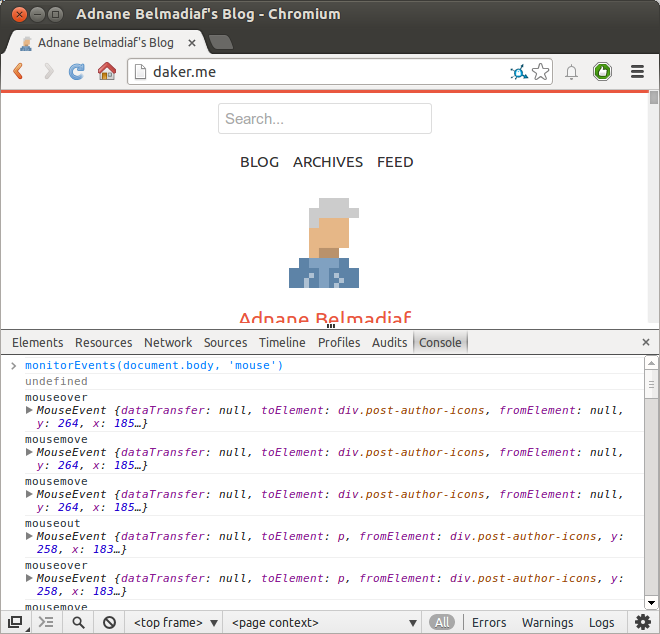 Adnane Belmadiaf's Blog - Chromium
Adnane Belmadiaf's Blog
daker.me
Search...
BLOG ARCHIVES FEED
Adnane Belmadiaf
Elements Resources Network Sources Timeline Profiles Audits Console
monitorEvents(document.body, 'mouse')
undefined
mouseover
MouseEvent {dataTransfer: null, toElement: div.post-author-icons, fromElement: null,
y: 264, x: 185…}
mousemove
MouseEvent {dataTransfer: null, toElement: div.post-author-icons, fromElement: null,
y: 264, x: 185…}
mousemove
MouseEvent {dataTransfer: null, toElement: div.post-author-icons, fromElement: null,
y: 264, x: 185…}
mouseout
MouseEvent {dataTransfer: null, toElement: p, fromElement: div.post-author-icons, y:
258, x: 183…}
mouseover
MouseEvent {dataTransfer: null, toElement: p, fromElement: div.post-author-icons, y:
258, x: 183…}
mousemove
<top frame> <page context> All Errors Warnings Logs